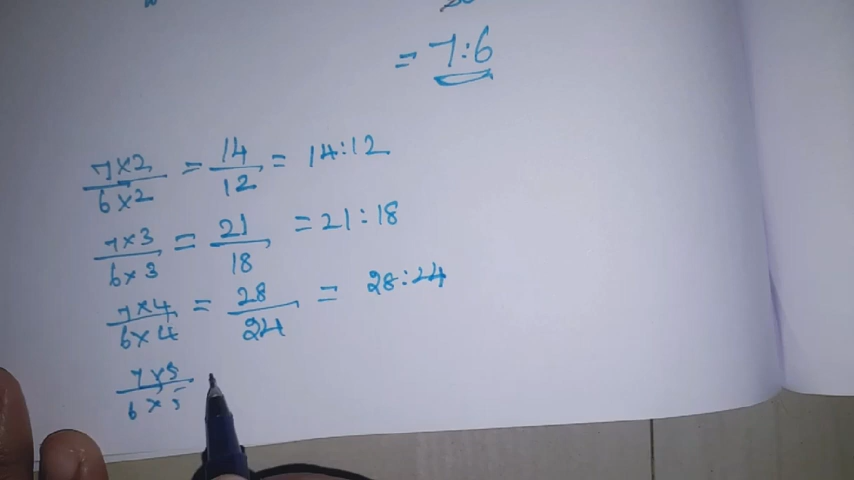 = 7:6
7×2/6×2 = 14/12 = 14:12
7×3/6×3 = 21/18 = 21:18
7×4/6×4 = 28/24 = 28:24
7×5/6×5